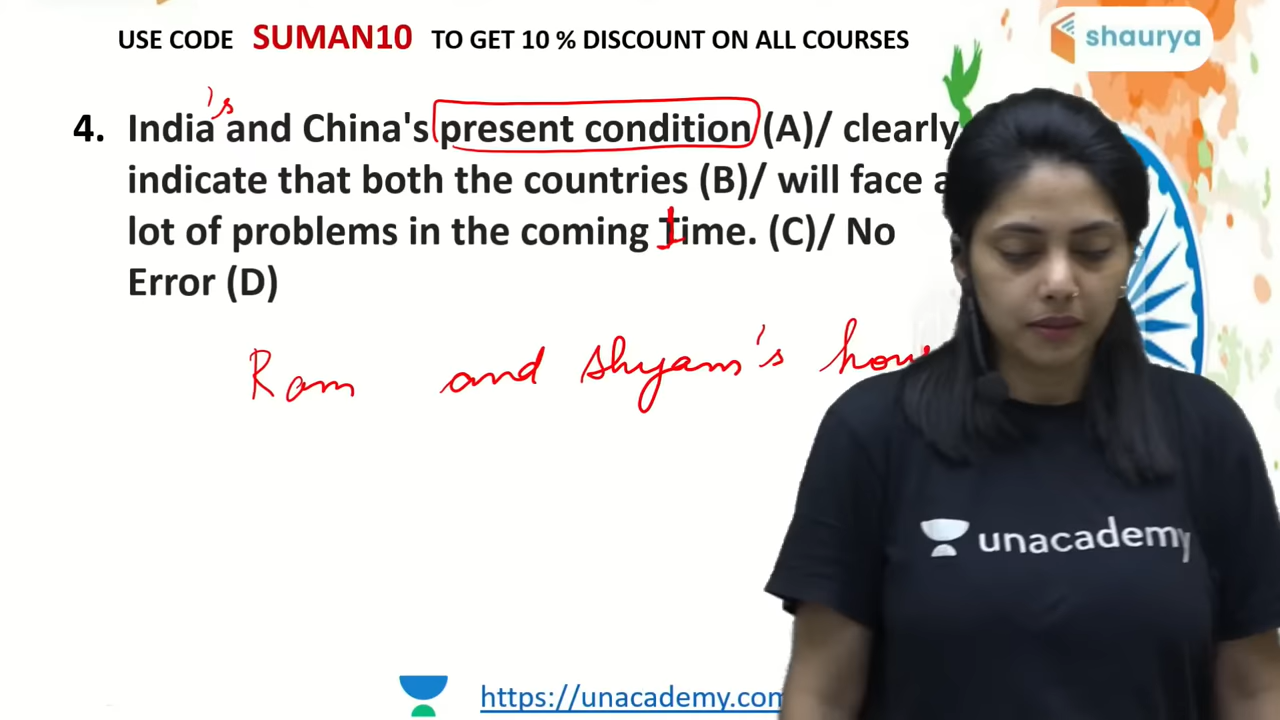 USE CODE SUMAN10 TO GET 10 % DISCOUNT ON ALL COURSES
shaurya
's
4. India and China's present condition (A)/ clearly
indicate that both the countries (B)/ will face a
lot of problems in the coming Time. (C)/ No
Error (D)
Ram and Shyam's
unacademy
https://unacademy.com